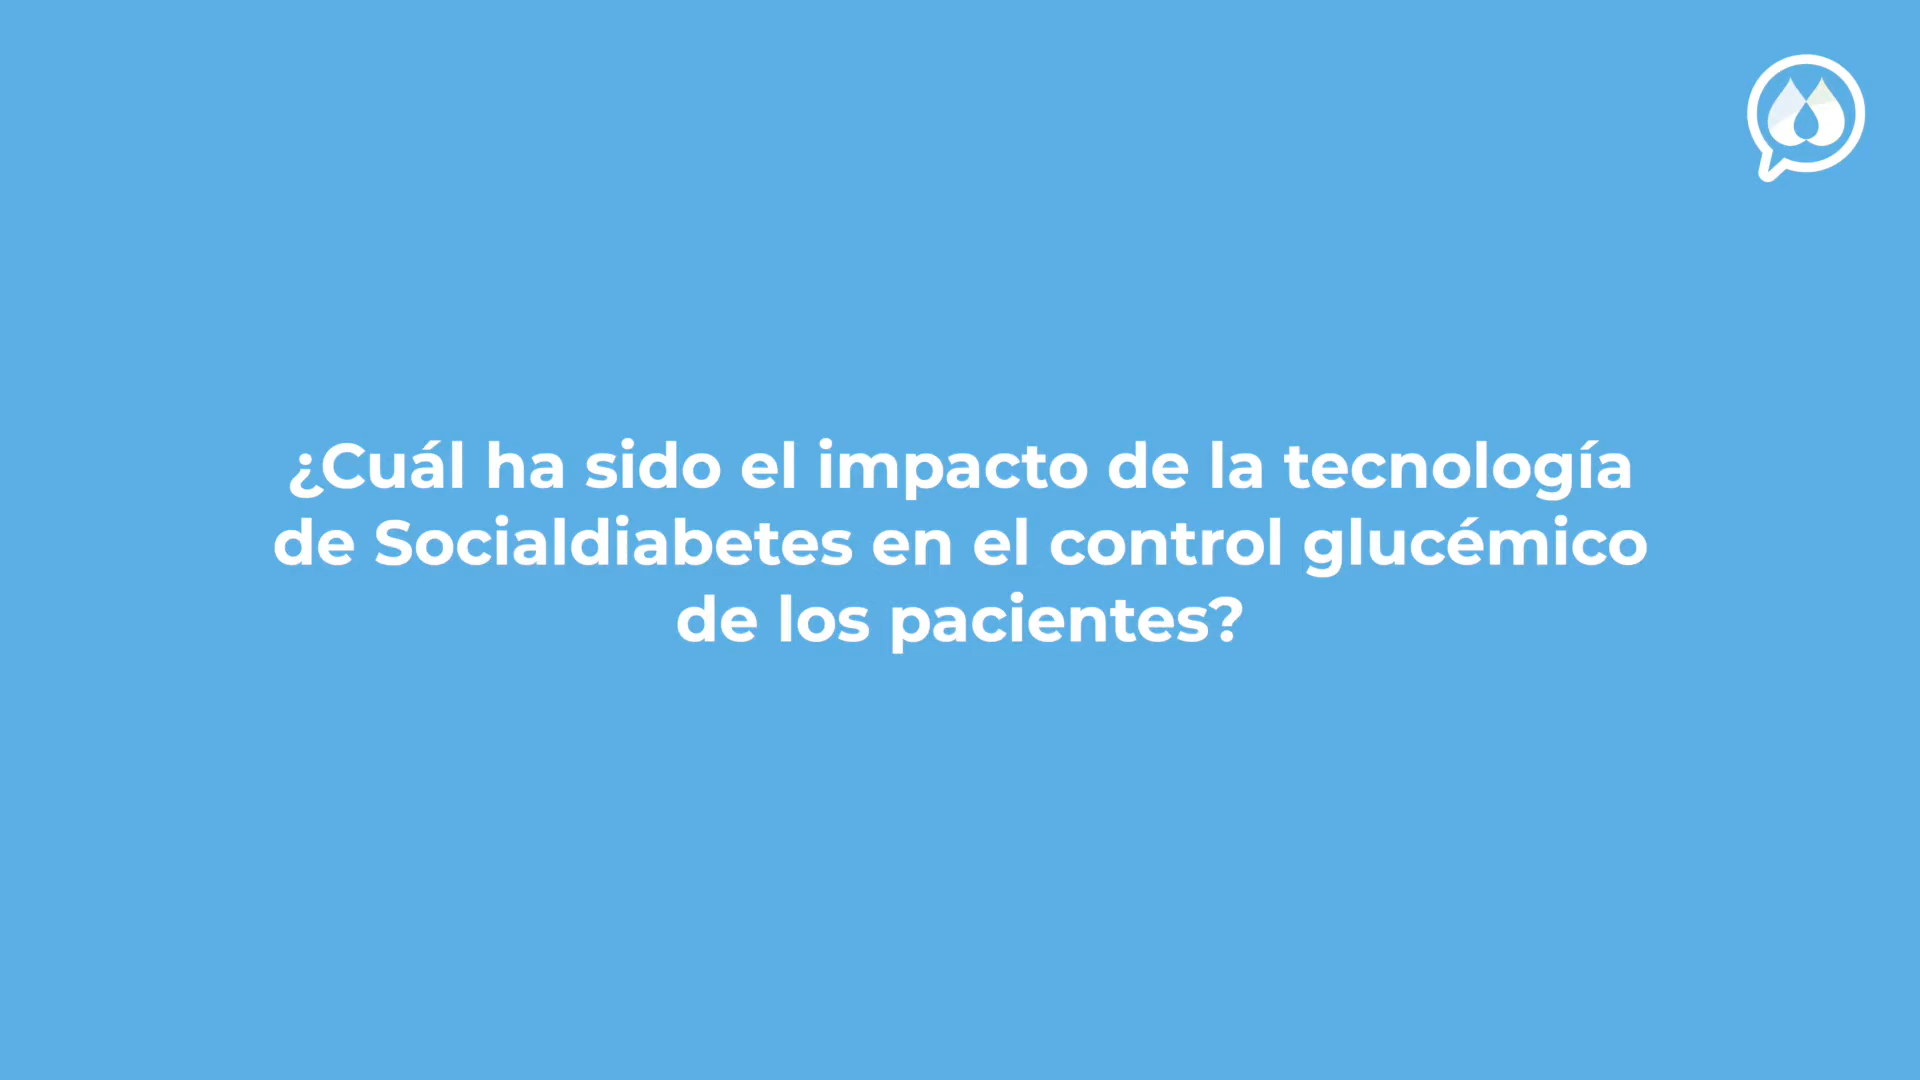 ¿Cuál ha sido el impacto de la tecnología
de Socialdiabetes en el control glucémico
de los pacientes?